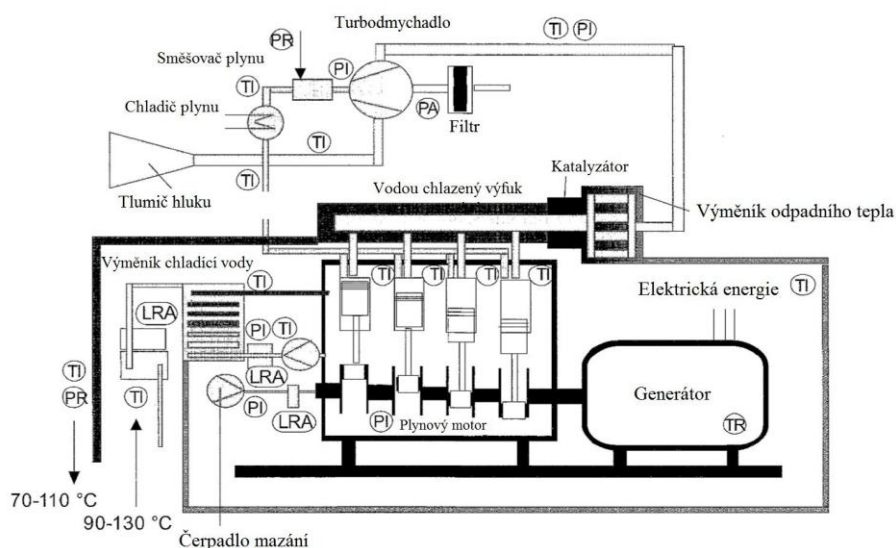 Turbodmychadlo
TI PI
Směšovač plynu
PR
PI
TI
Chladič plynu
PA
Filtr
TI
Tlumič hluku
TI
Vodou chlazený výfuk
Katalyzátor
Výměník odpadního tepla
Výměník chladicí vody
TI
TI TI TI TI
Elektrická energie TI
LRA
PI TI
LRA
TI
PR
TI
PI
LRA
PI
Plynový motor
Generátor
TR
70-110 °C
90-130 °C
Čerpadlo mazání